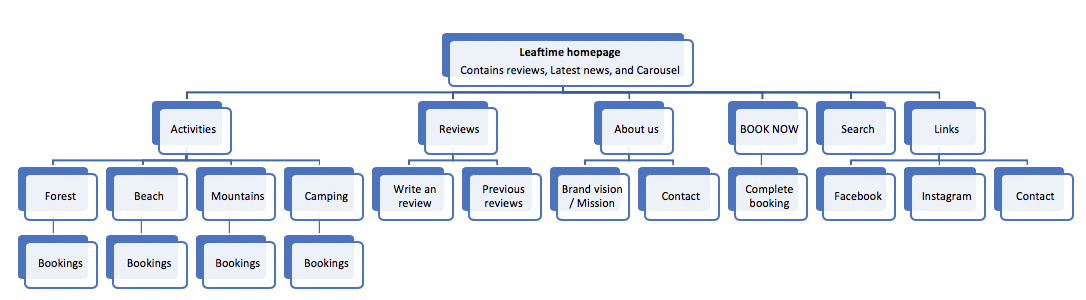 Leaftime homepage
Contains reviews, Latest news, and Carousel
Activities
Reviews
About us
BOOK NOW
Search
Links
Forest
Beach
Mountains
Camping
Write an
review
Previous
reviews
Brand vision
/ Mission
Contact
Complete
booking
Facebook
Instagram
Contact
Bookings
Bookings
Bookings
Bookings